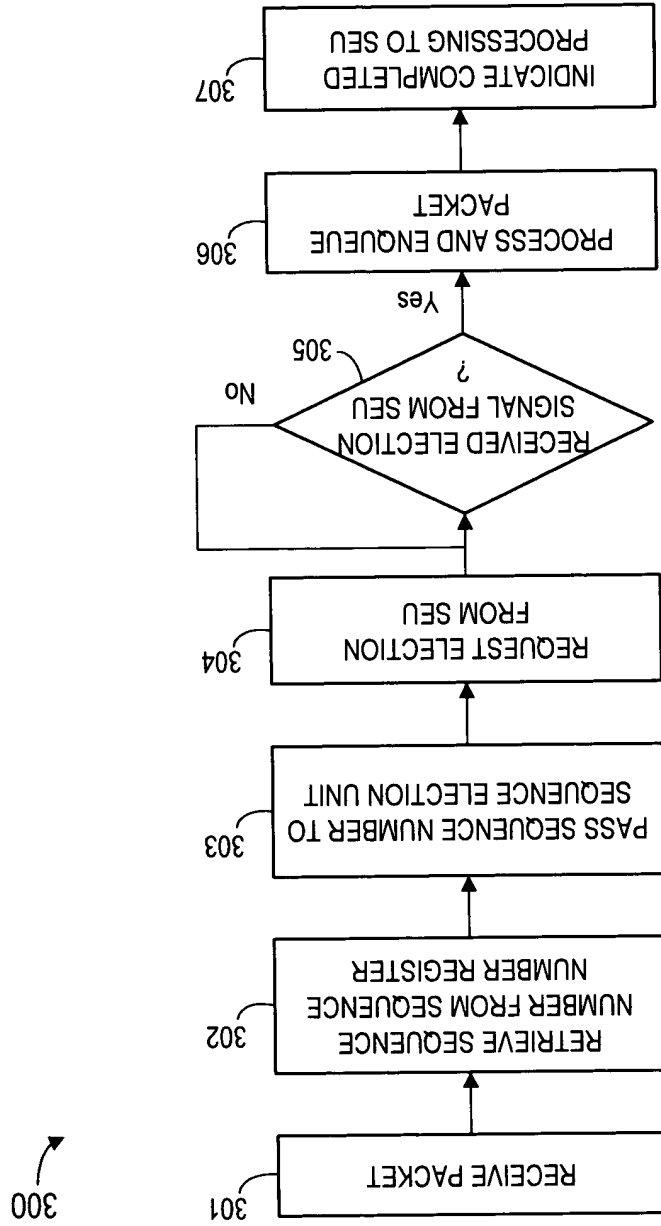 300
301
RECEIVE PACKET
302
RETRIEVE SEQUENCE
NUMBER FROM SEQUENCE
NUMBER REGISTER
303
PASS SEQUENCE NUMBER TO
SEQUENCE ELECTION UNIT
304
REQUEST ELECTION
FROM SEU
305
RECEIVED ELECTION
SIGNAL FROM SEU
?
No
Yes
306
PROCESS AND ENQUEUE
PACKET
307
INDICATE COMPLETED
PROCESSING TO SEU